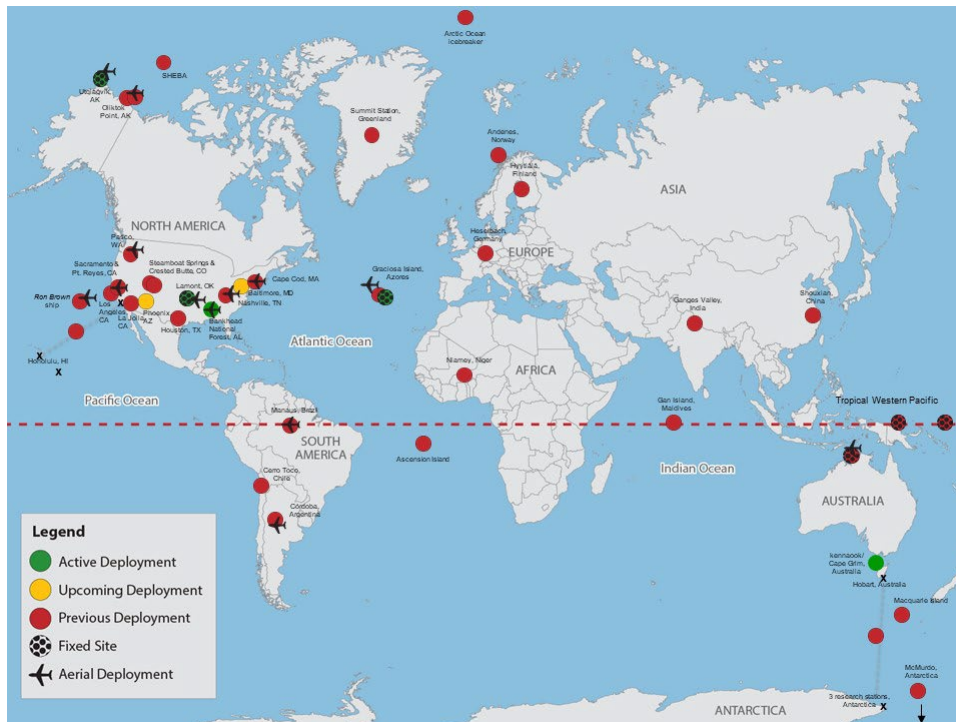 Arctic Ocean
Icebreaker
SHEBA
Utqiagvik,
AK
Oliktok
Point, AK
Summit Station,
Greenland
Andenes,
Norway
Hyytiala,
Finland
ASIA
NORTH AMERICA
Pasco,
WA
Steamboat Springs &
Crested Butte, CO
Sacramento &
Pt. Reyes, CA
Heselbach,
Germany
EUROPE
Cape Cod, MA
Graciosa Island,
Azores
Lamont, OK
Baltimore, MD
Nashville, TN
Ron Brown
ship
Los
Angeles,
CA
La Jolla,
CA
Phoenix,
AZ
Houston, TX
Bankhead
National
Forest, AL
Ganges Valley,
India
Shouxian
China
Atlantic Ocean
x
Honolulu, HI
x
x
Niamey, Niger
AFRICA
Pacific Ocean
Gan Island,
Maldives
Tropical Western Pacific
Manaus, Brazil
SOUTH
AMERICA
Ascension Island
Indian Ocean
Cerro Toco,
Chile
AUSTRALIA
Cordoba,
Argentina
Legend
Active Deployment
Upcoming Deployment
Previous Deployment
Fixed Site
Aerial Deployment
kennaook/
Cape Grim,
Australia
x
Hobart, Australia
Macquarie Island
McMurdo,
Antarctica
3 research stations,
Antarctica
x
ANTARCTICA